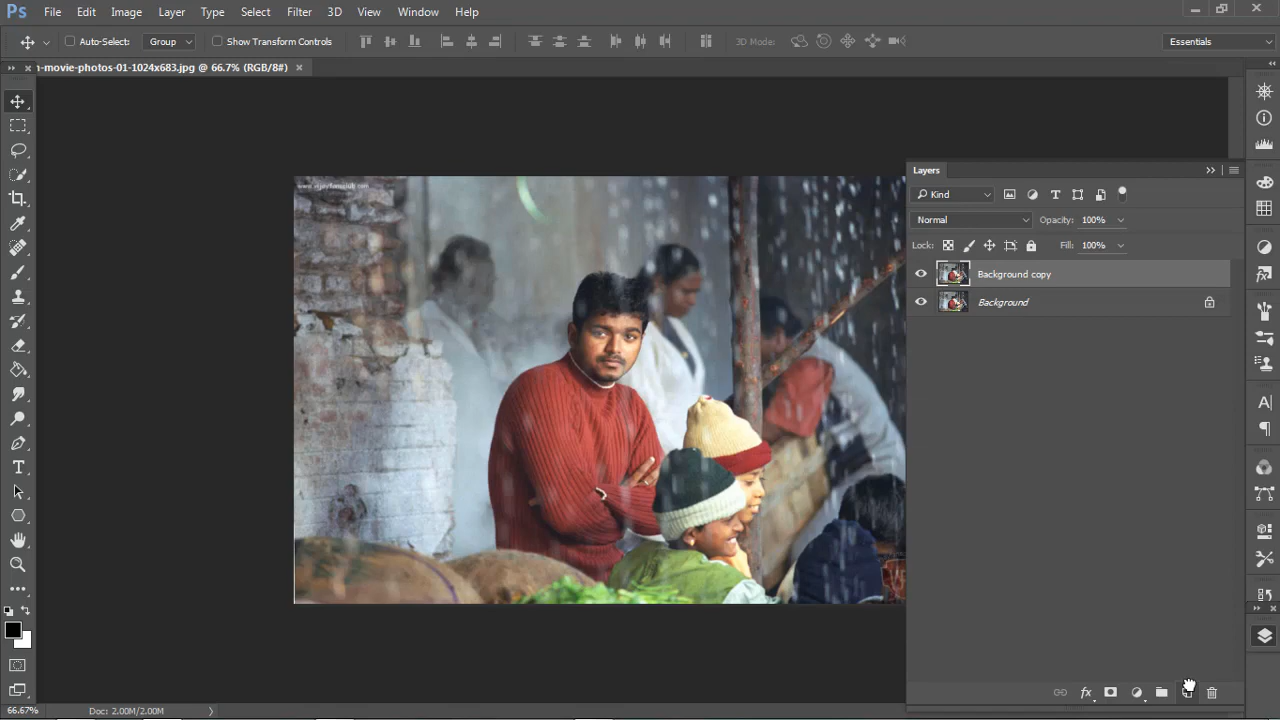 Ps File Edit Image Layer Type Select Filter 3D View Window Help
Auto-Select: Group Show Transform Controls 3D Mode: Essentials
n-movie-photos-01-1024x683.jpg @ 66.7% (RGB/8#)
Layers
Kind
Normal Opacity: 100%
Lock: Fill: 100%
Background copy
Background
66.67% Doc: 2.00M/2.00M